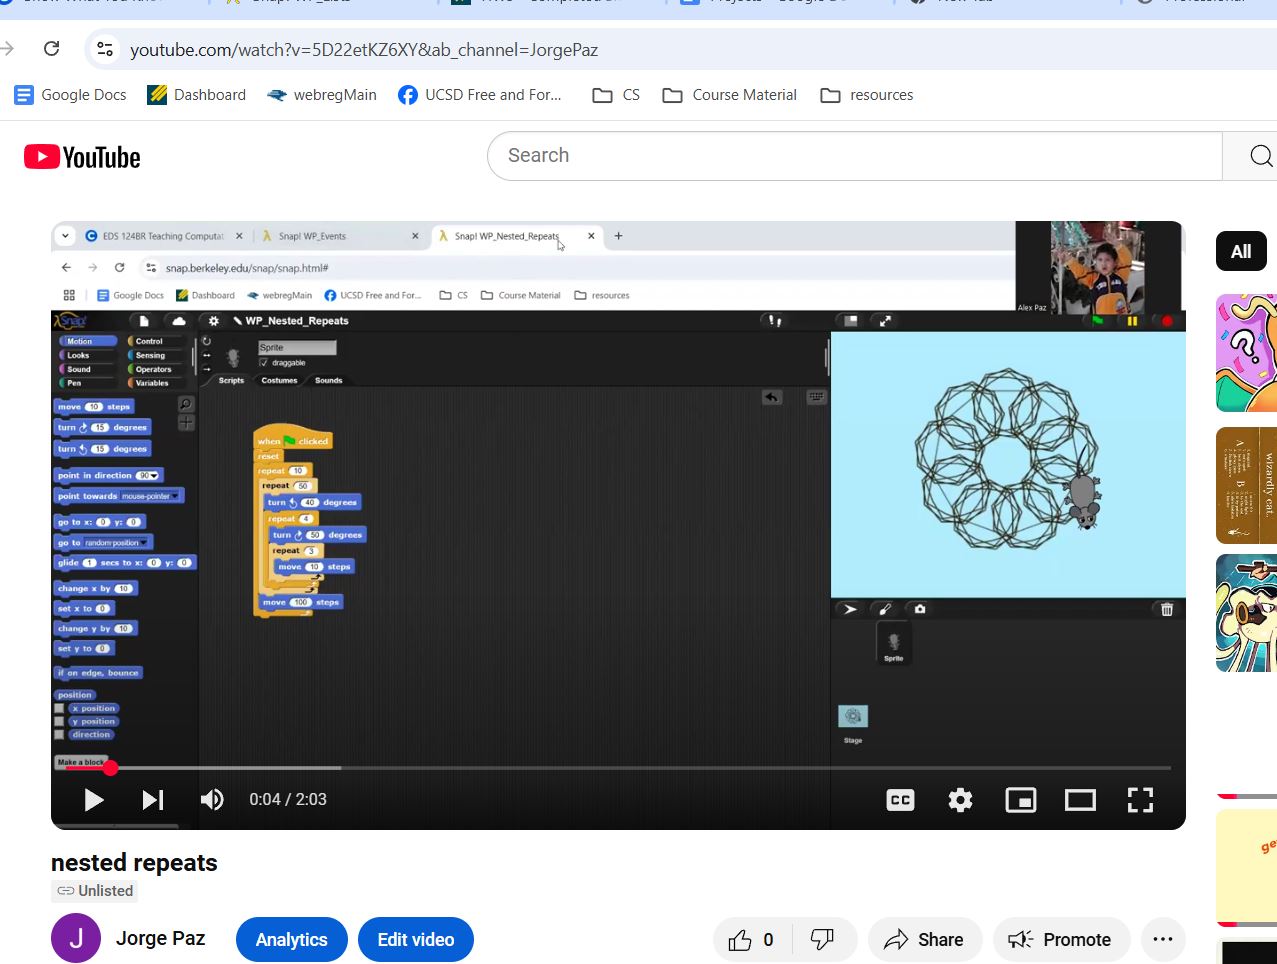 youtube.com/watch?v=5D22etKZ6XY&ab_channel=JorgePaz
Google Docs Dashboard webregMain UCSD Free and For... CS Course Material resources
YouTube
Search
EDS 124BR Teaching Computat Snap! WP_Events Snap! WP_Nested_Repeats
snap.berkeley.edu/snap/snap.html#
Google Docs Dashboard webregMain UCSD Free and For... CS Course Material resources
Alex Paz
Snap! WP_Nested_Repeats
Motion Control
Looks Sensing
Sound Operators
Pen Variables
Sprite
draggable
Scripts Costumes Sounds
move 10 steps
turn 15 degrees
turn 15 degrees
point in direction 90
point towards mouse-pointer
go to x: 0 y: 0
go to random position
glide 1 secs to x: 0 y: 0
change x by 10
set x to 0
change y by 10
set y to 0
if on edge, bounce
position
x position
y position
direction
Make a block
when clicked
reset
repeat 10
repeat 50
turn 40 degrees
repeat 4
turn 50 degrees
repeat 3
move 10 steps
move 100 steps
Sprite
Stage
0:04 / 2:03
CC
nested repeats
Unlisted
J
Jorge Paz
Analytics
Edit video
0
Share
Promote
All
?
A
B
wizardly cat.